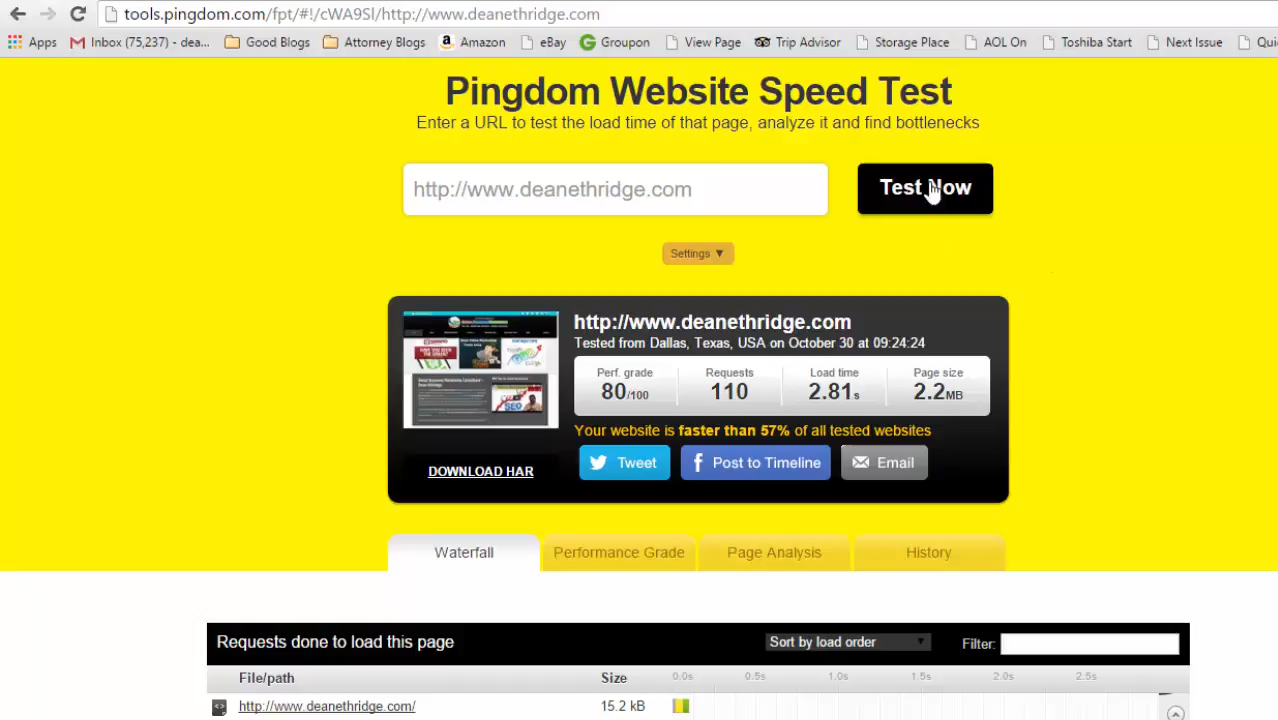 tools.pingdom.com/fpt/#!/cWA9Sl/http://www.deanethridge.com
Apps Inbox (75,237) - dea... Good Blogs Attorney Blogs Amazon eBay Groupon View Page Trip Advisor Storage Place AOL On Toshiba Start Next Issue Qui
Pingdom Website Speed Test
Enter a URL to test the load time of that page, analyze it and find bottlenecks
http://www.deanethridge.com Test Now
Settings ▼
http://www.deanethridge.com
Tested from Dallas, Texas, USA on October 30 at 09:24:24
Perf. grade Requests Load time Page size
80/100 110 2.81s 2.2MB
Your website is faster than 57% of all tested websites
DOWNLOAD HAR Tweet Post to Timeline Email
Waterfall Performance Grade Page Analysis History
Requests done to load this page Sort by load order Filter:
File/path Size 0.0s 0.5s 1.0s 1.5s 2.0s 2.5s
http://www.deanethridge.com/ 15.2 kB